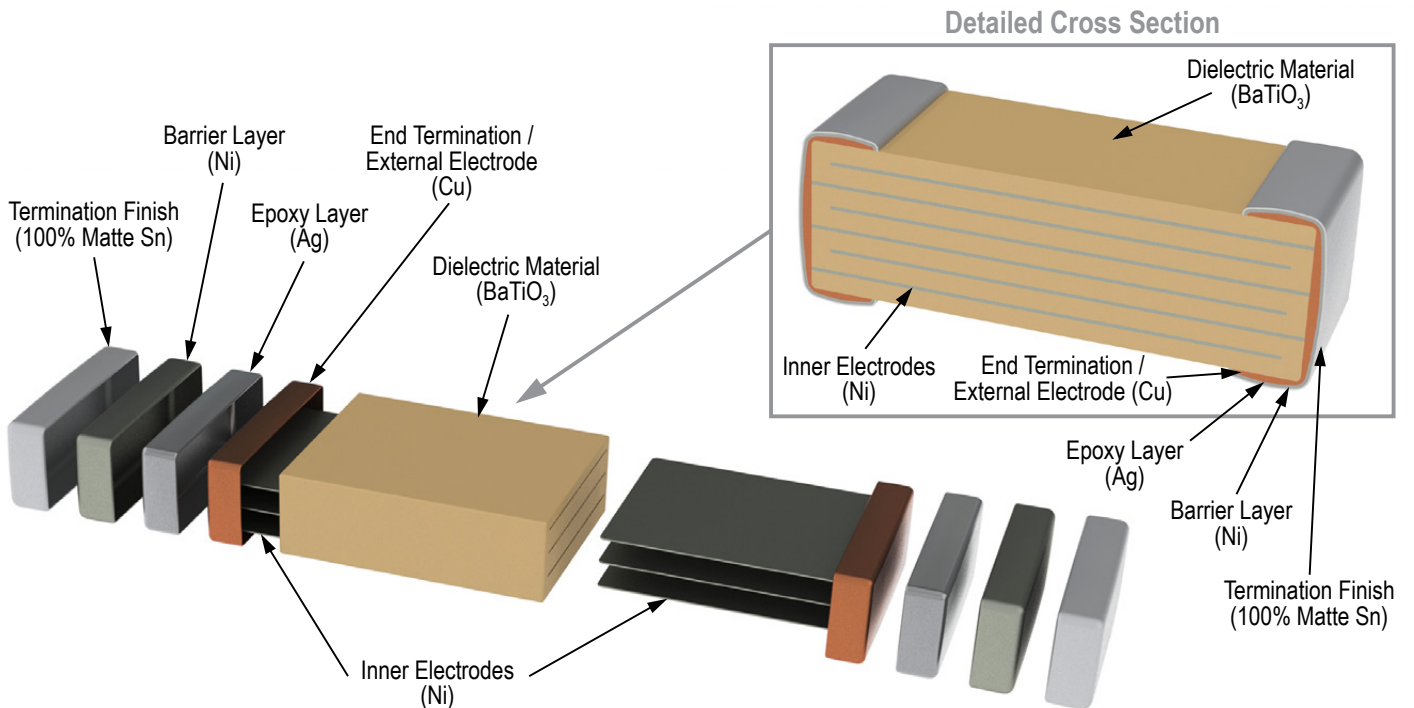 Detailed Cross Section
Dielectric Material
(BaTiO₃)
Inner Electrodes
(Ni)
End Termination /
External Electrode (Cu)
Epoxy Layer
(Ag)
Barrier Layer
(Ni)
Termination Finish
(100% Matte Sn)
Termination Finish
(100% Matte Sn)
Barrier Layer
(Ni)
Epoxy Layer
(Ag)
End Termination /
External Electrode
(Cu)
Dielectric Material
(BaTiO₃)
Inner Electrodes
(Ni)